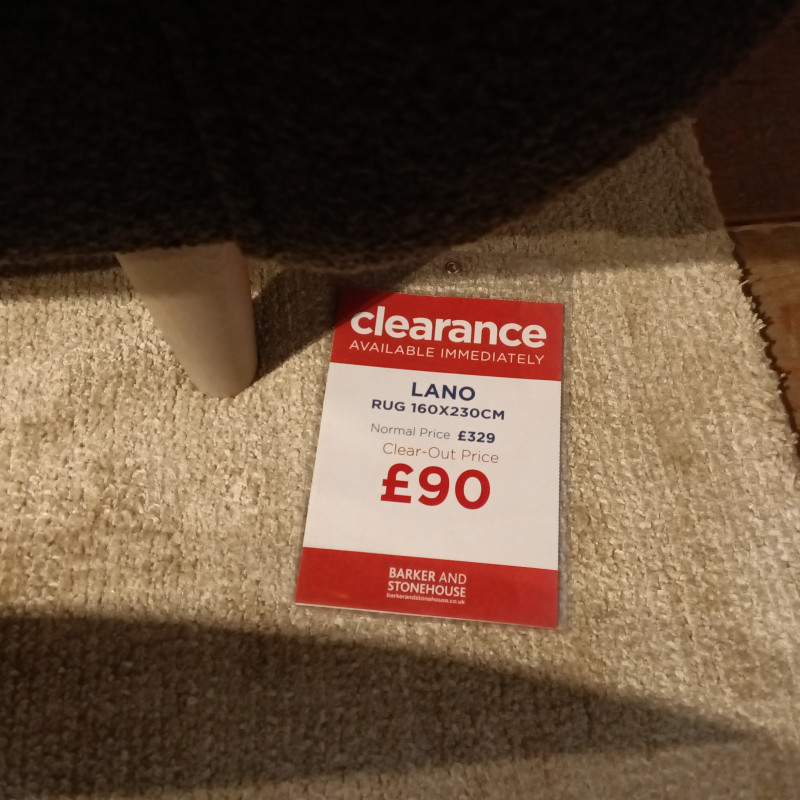 clearance
AVAILABLE IMMEDIATELY
LANO
RUG 160X230CM
Normal Price £329
Clear-Out Price
£90
BARKER AND
STONEHOUSE
barkerandstonehouse.co.uk